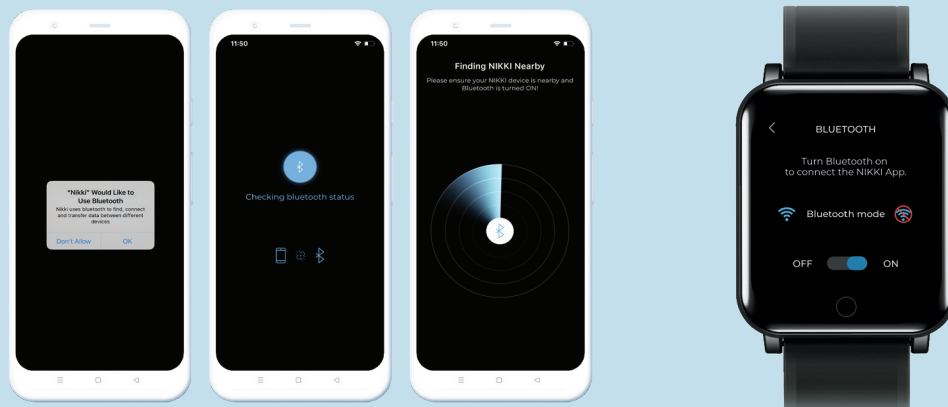 "Nikki" Would Like to
Use Bluetooth
Nikki uses bluetooth to find, connect
and transfer data between different
devices
Don't Allow
OK
11:50
Checking bluetooth status
11:50
Finding NIKKI Nearby
Please ensure your NIKKI device is nearby and
Bluetooth is turned ON!
BLUETOOTH
Turn Bluetooth on
to connect the NIKKI App.
Bluetooth mode
OFF
ON